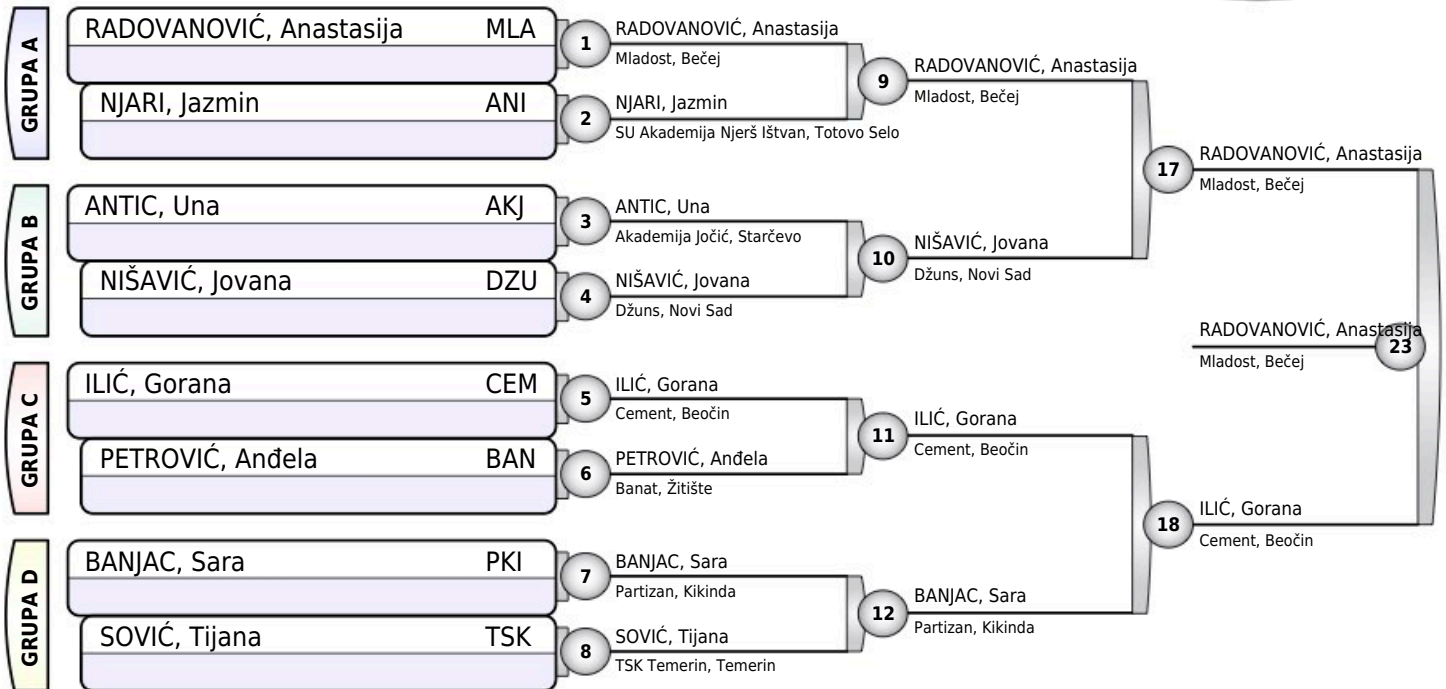 GRUPA A
RADOVANOVIĆ, Anastasija MLA
NJARI, Jazmin ANI
1
RADOVANOVIĆ, Anastasija
Mladost, Bečej
2
NJARI, Jazmin
SU Akademija Njerš Ištvan, Totovo Selo
9
RADOVANOVIĆ, Anastasija
Mladost, Bečej
GRUPA B
ANTIC, Una AKJ
NIŠAVIĆ, Jovana DZU
3
ANTIC, Una
Akademija Jočić, Starčevo
4
NIŠAVIĆ, Jovana
Džuns, Novi Sad
10
NIŠAVIĆ, Jovana
Džuns, Novi Sad
17
RADOVANOVIĆ, Anastasija
Mladost, Bečej
GRUPA C
ILIĆ, Gorana CEM
PETROVIĆ, Anđela BAN
5
ILIĆ, Gorana
Cement, Beočin
6
PETROVIĆ, Anđela
Banat, Žitište
11
ILIĆ, Gorana
Cement, Beočin
GRUPA D
BANJAC, Sara PKI
SOVIĆ, Tijana TSK
7
BANJAC, Sara
Partizan, Kikinda
8
SOVIĆ, Tijana
TSK Temerin, Temerin
12
BANJAC, Sara
Partizan, Kikinda
18
ILIĆ, Gorana
Cement, Beočin
RADOVANOVIĆ, Anastasija
Mladost, Bečej
23